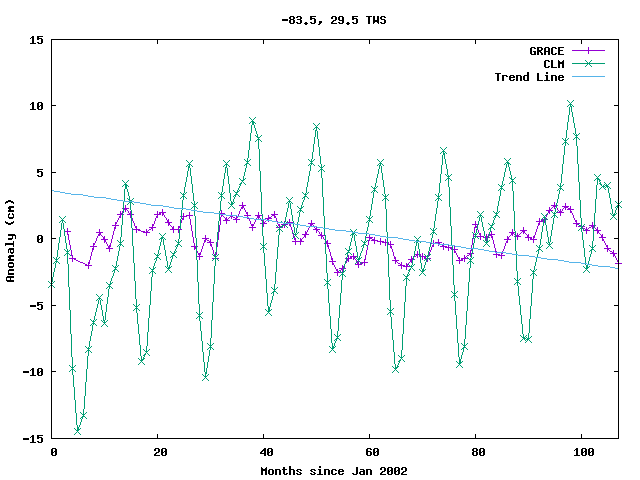 -83.5, 29.5 TWS
GRACE
CLM
Trend Line
15
10
5
0
-5
-10
-15
Anomaly (cm)
0 20 40 60 80 100
Months since Jan 2002